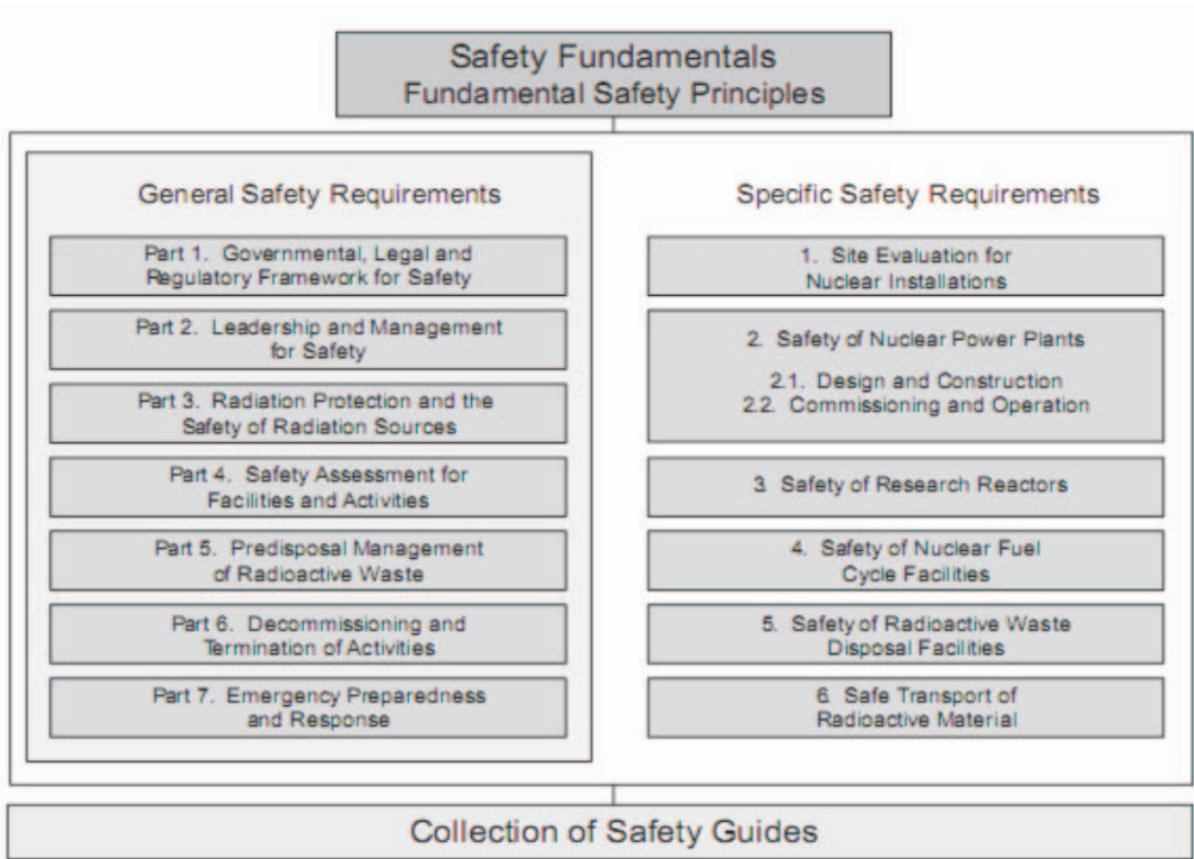 Safety Fundamentals
Fundamental Safety Principles
General Safety Requirements
Part 1. Governmental, Legal and
Regulatory Framework for Safety
Part 2. Leadership and Management
for Safety
Part 3. Radiation Protection and the
Safety of Radiation Sources
Part 4. Safety Assessment for
Facilities and Activities
Part 5. Predisposal Management
of Radioactive Waste
Part 6. Decommissioning and
Termination of Activities
Part 7. Emergency Preparedness
and Response
Specific Safety Requirements
1. Site Evaluation for
Nuclear Installations
2. Safety of Nuclear Power Plants
2.1. Design and Construction
2.2. Commissioning and Operation
3. Safety of Research Reactors
4. Safety of Nuclear Fuel
Cycle Facilities
5. Safety of Radioactive Waste
Disposal Facilities
6. Safe Transport of
Radioactive Material
Collection of Safety Guides